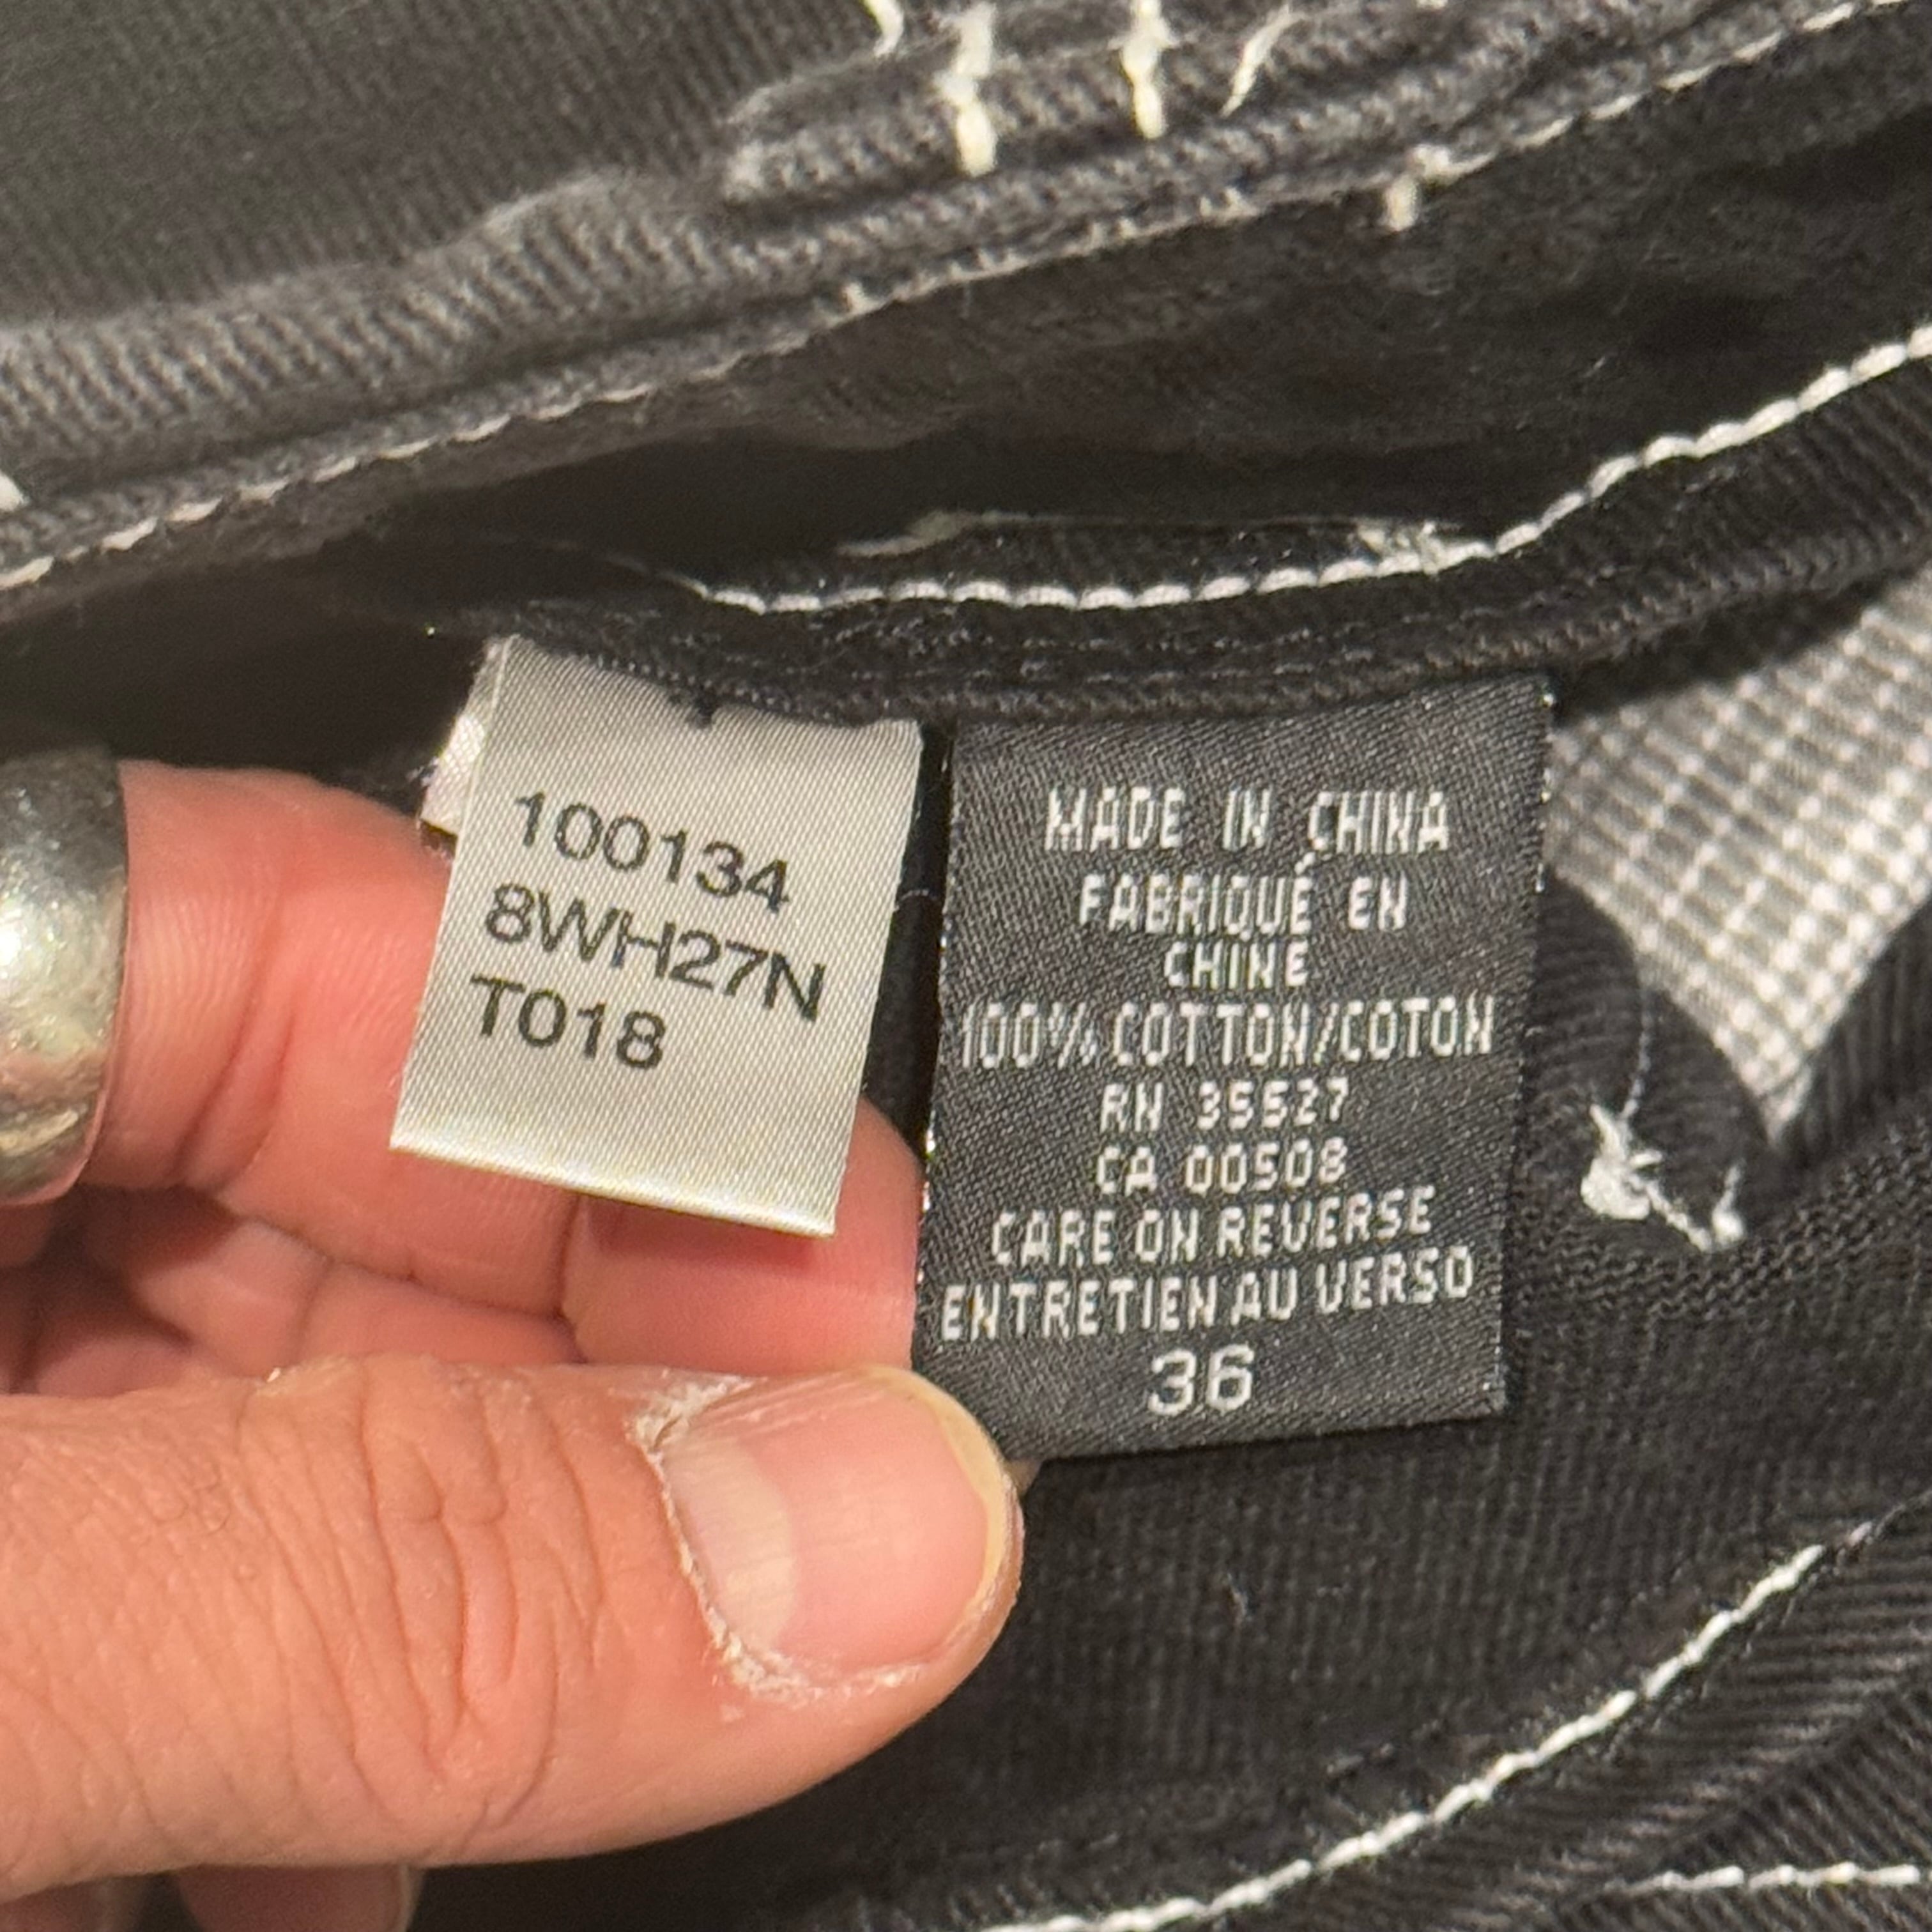 100134
8WH27N
T018
MADE IN CHINA
FABRIQUÉ EN
CHINE
100% COTTON/COTON
RN 35527
CA 00508
CARE ON REVERSE
ENTRETIEN AU VERSO
36